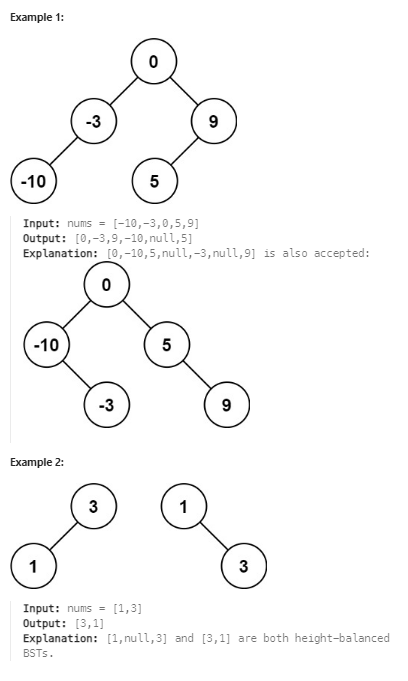 Example 1:
0
-3 9
-10 5
Input: nums = [-10,-3,0,5,9]
Output: [0,-3,9,-10,null,5]
Explanation: [0,-10,5,null,-3,null,9] is also accepted:
0
-10 5
-3 9
Example 2:
3 1
1 3
Input: nums = [1,3]
Output: [3,1]
Explanation: [1,null,3] and [3,1] are both height-balanced
BSTs.